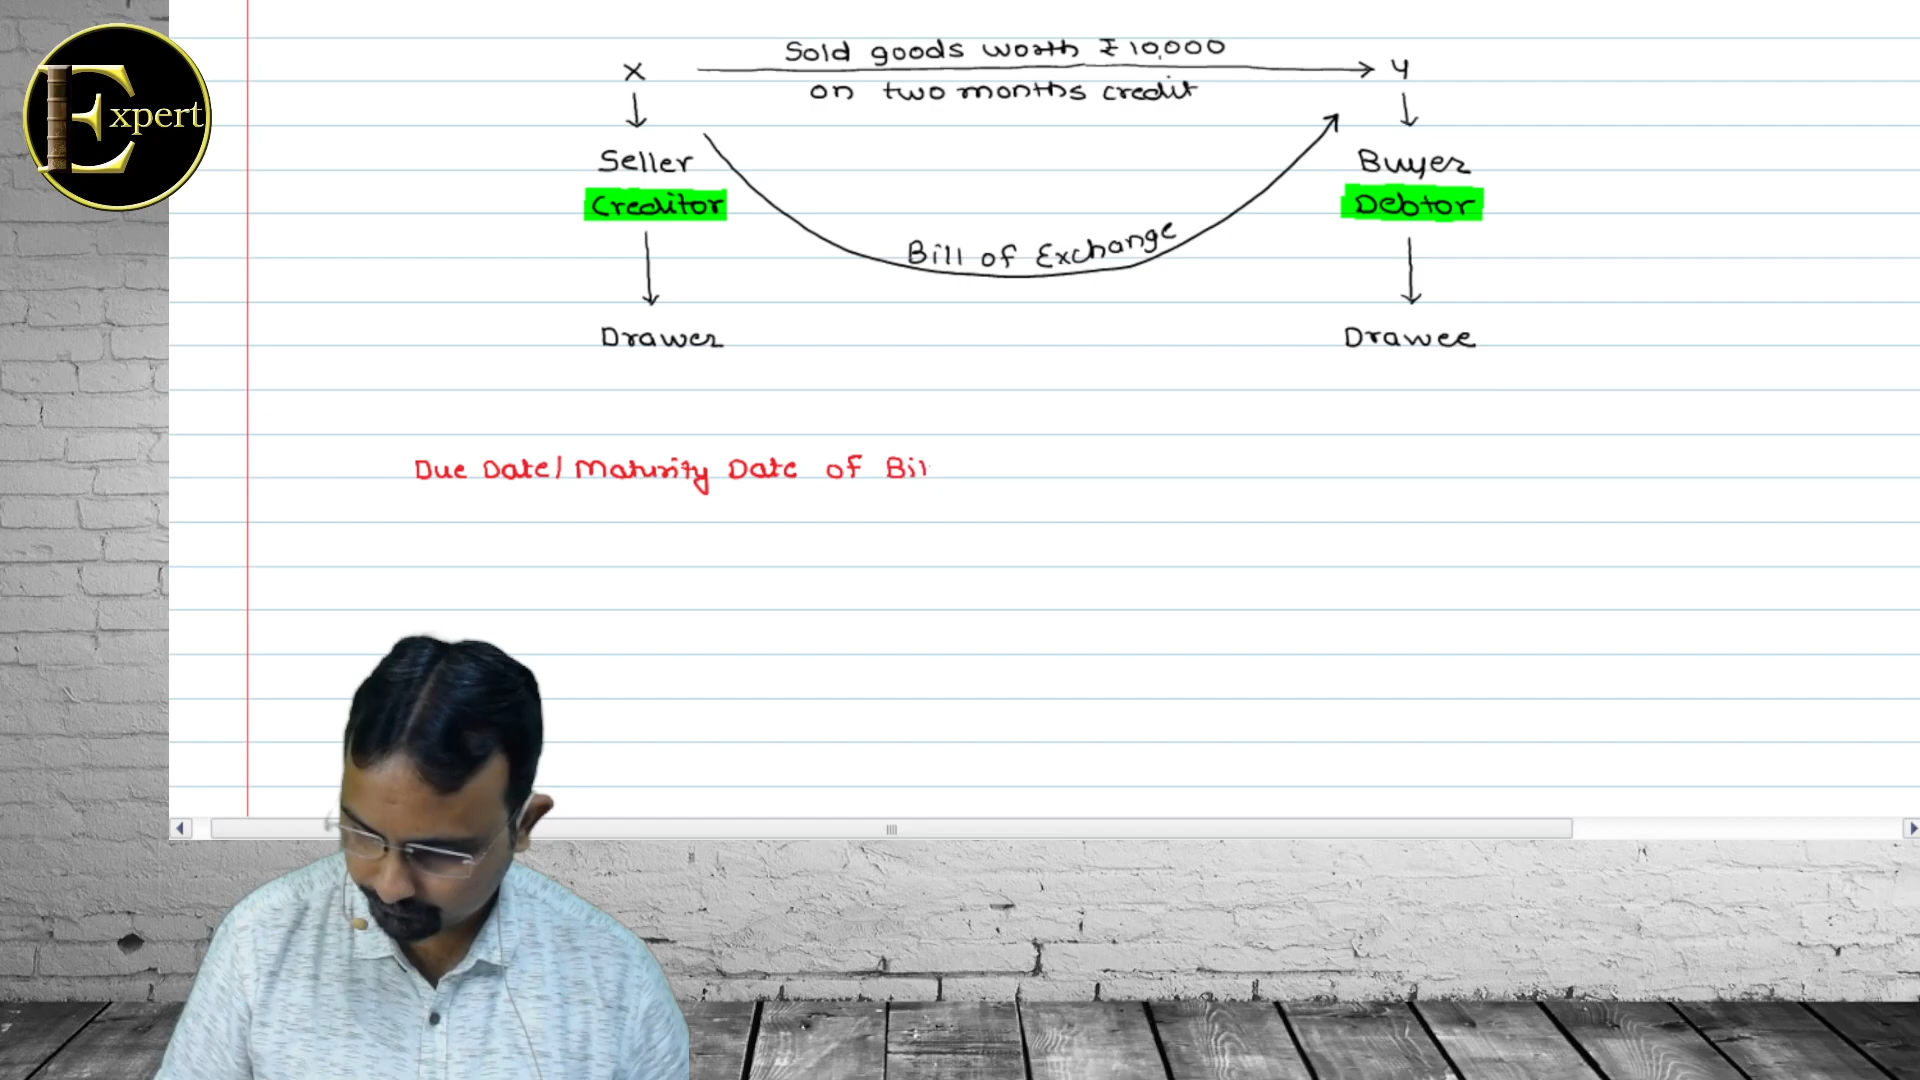 Expert
Sold goods worth ₹10,000
X Y
on two months credit
Seller Buyer
Creditor Debtor
Bill of Exchange
Drawer Drawee
Due Date/Maturity Date of Bil